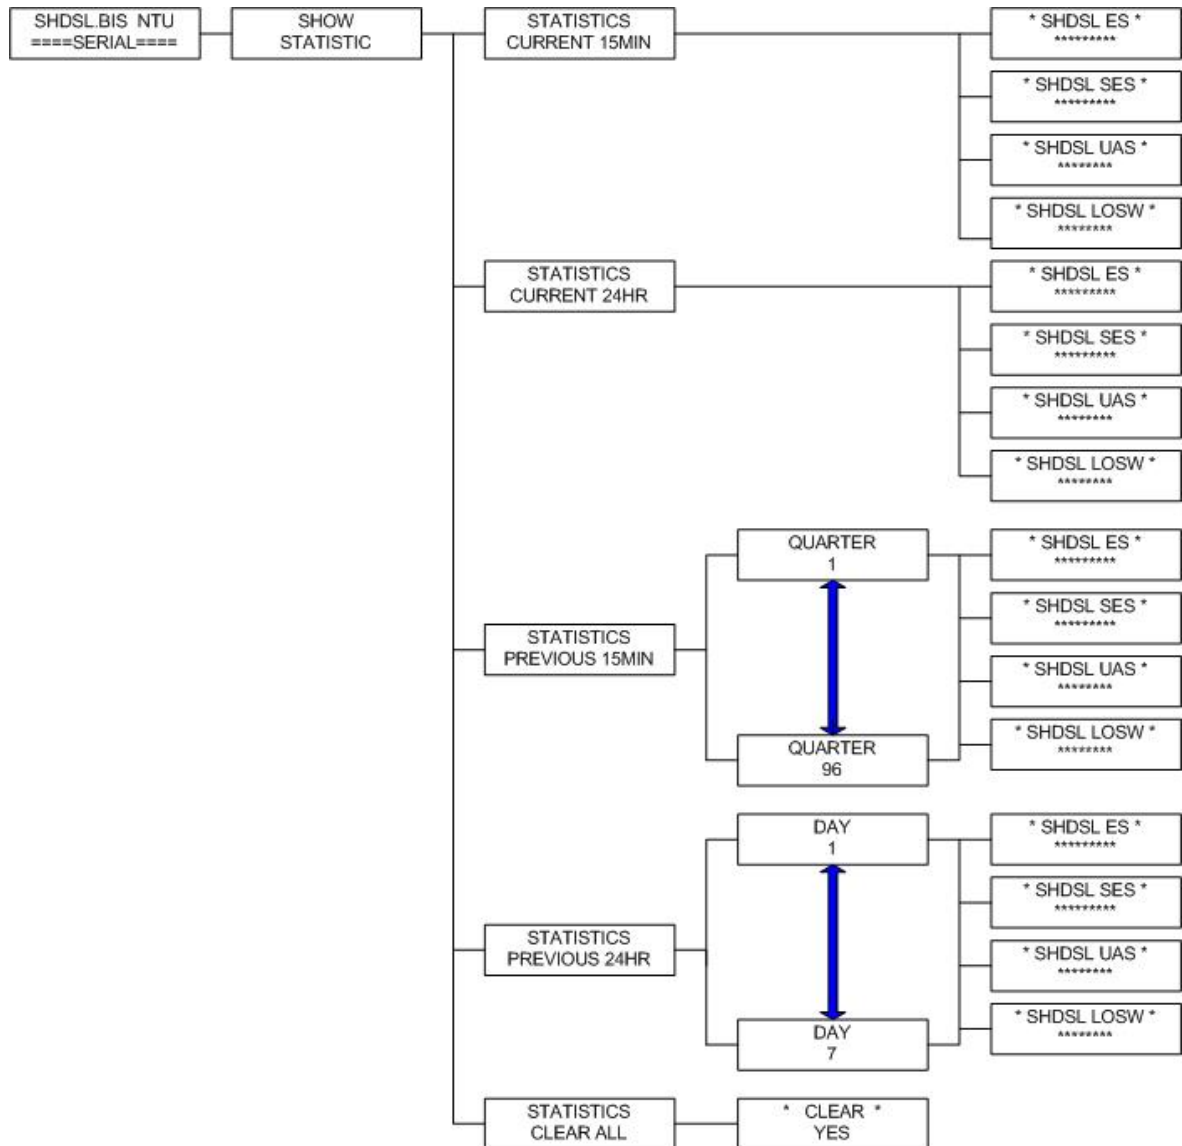 SHDSL.BIS NTU
====SERIAL====
SHOW
STATISTIC
STATISTICS
CURRENT 15MIN
* SHDSL ES *
*********
* SHDSL SES *
*********
* SHDSL UAS *
********
* SHDSL LOSW *
********
STATISTICS
CURRENT 24HR
* SHDSL ES *
*********
* SHDSL SES *
*********
* SHDSL UAS *
********
* SHDSL LOSW *
********
STATISTICS
PREVIOUS 15MIN
QUARTER
1
QUARTER
96
* SHDSL ES *
*********
* SHDSL SES *
*********
* SHDSL UAS *
********
* SHDSL LOSW *
********
STATISTICS
PREVIOUS 24HR
DAY
1
DAY
7
* SHDSL ES *
*********
* SHDSL SES *
*********
* SHDSL UAS *
********
* SHDSL LOSW *
********
STATISTICS
CLEAR ALL
* CLEAR *
YES